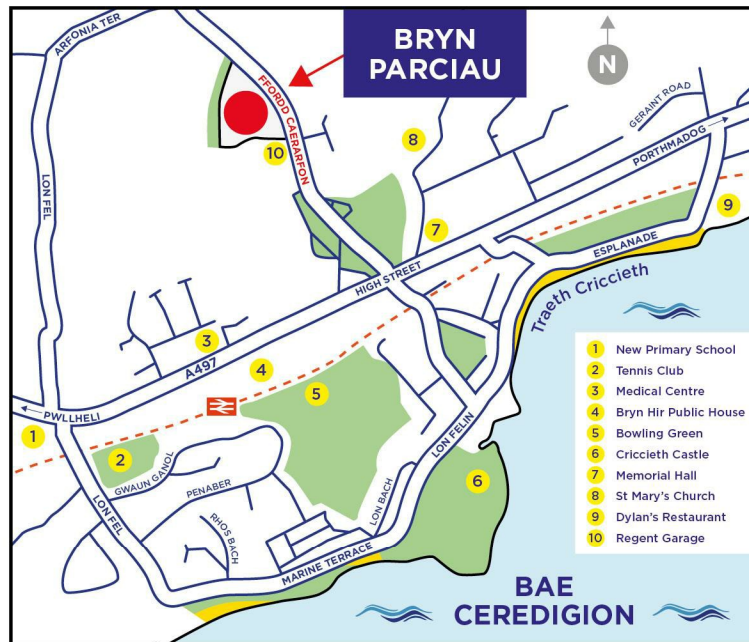 BRYN
PARCIAU
N
ARFONIA TER
FFORDD CAERARFON
GERAINT ROAD
PORTHMADOG
LON FEL
10
8
7
9
HIGH STREET
ESPLANADE
Traeth Criccieth
3
A497
4
PWLLHELI
5
1
2
GWAUN GANOL
PENABER
LON FEL
RHOS BACH
LON BACH
LON FELIN
6
MARINE TERRACE
1 New Primary School
2 Tennis Club
3 Medical Centre
4 Bryn Hir Public House
5 Bowling Green
6 Criccieth Castle
7 Memorial Hall
8 St Mary's Church
9 Dylan's Restaurant
10 Regent Garage
BAE
CEREDIGION